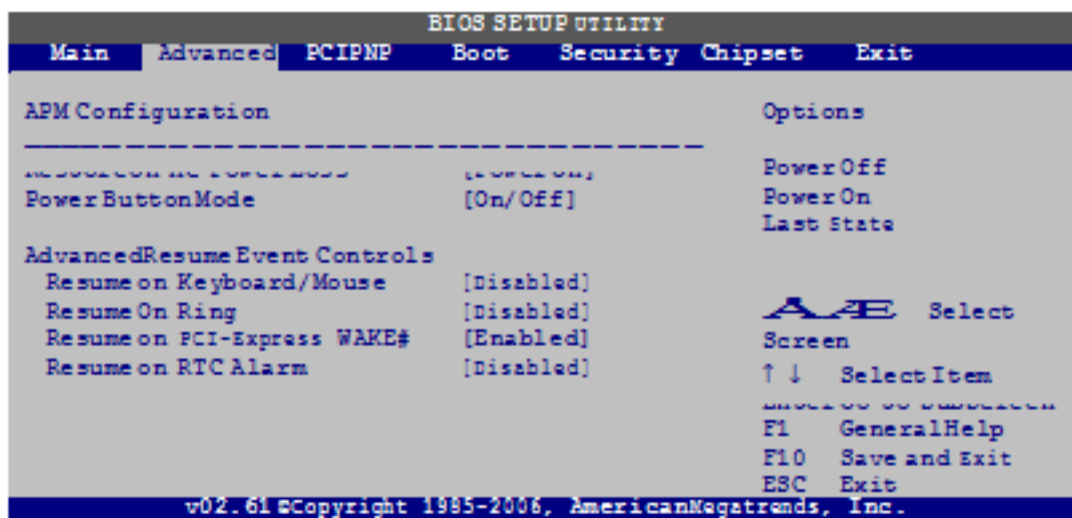 BIOS SETUP UTILITY
Main Advanced PCIPNP Boot Security Chipset Exit
APM Configuration
Power Button Mode [On/Off]
Advanced Resume Event Controls
Resume on Keyboard/Mouse [Disabled]
Resume On Ring [Disabled]
Resume on PCI-Express WAKE# [Enabled]
Resume on RTC Alarm [Disabled]
Options
Power Off
Power On
Last State
Select
Screen
↑ ↓ Select Item
F1 General Help
F10 Save and Exit
ESC Exit
v02.61 ©Copyright 1985-2006, American Megatrends, Inc.